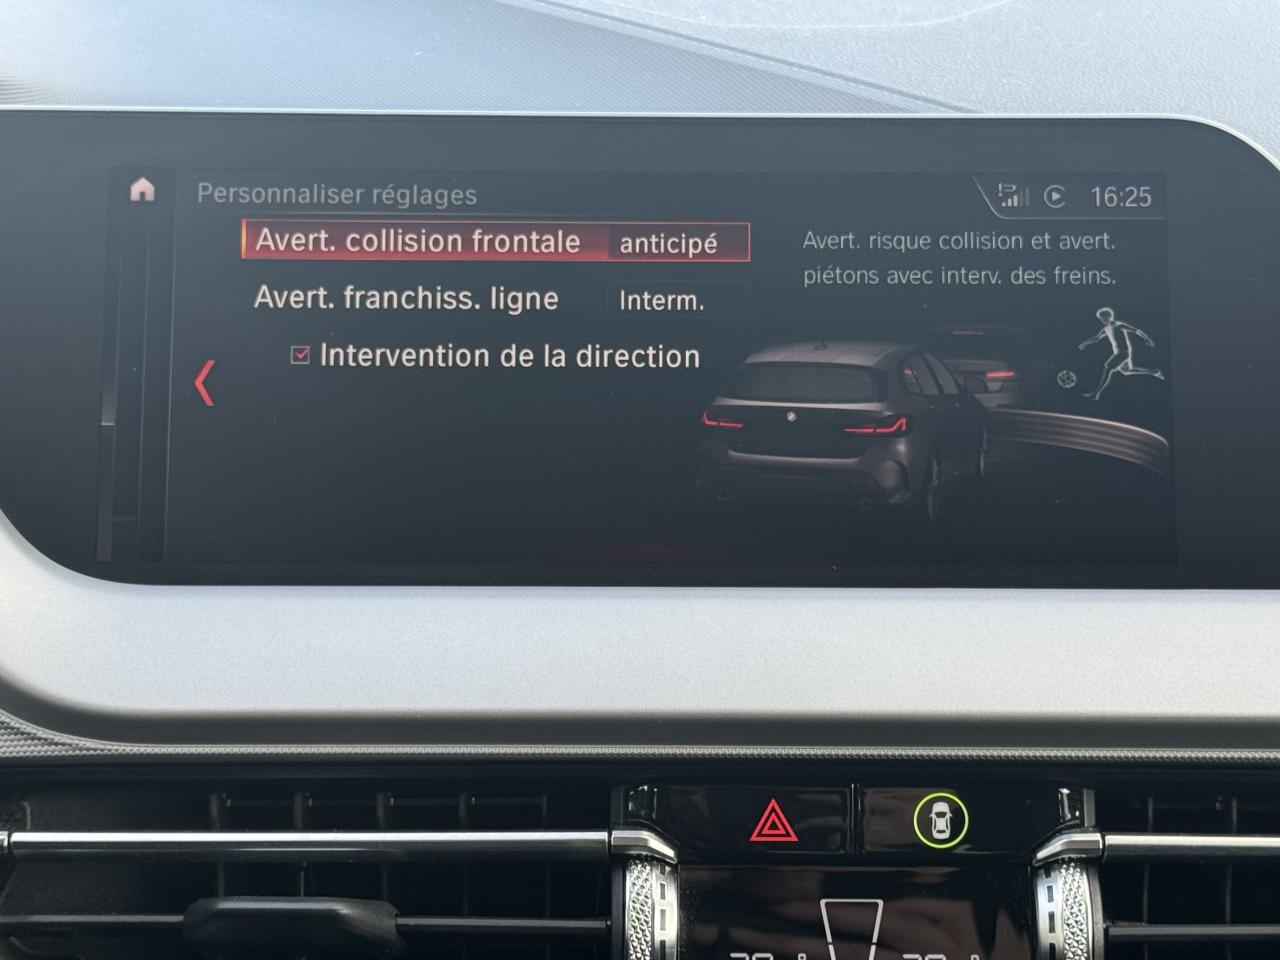 Personnaliser réglages
16:25
Avert. collision frontale anticipé
Avert. franchiss. ligne Interm.
Intervention de la direction
Avert. risque collision et avert.
piétons avec interv. des freins.